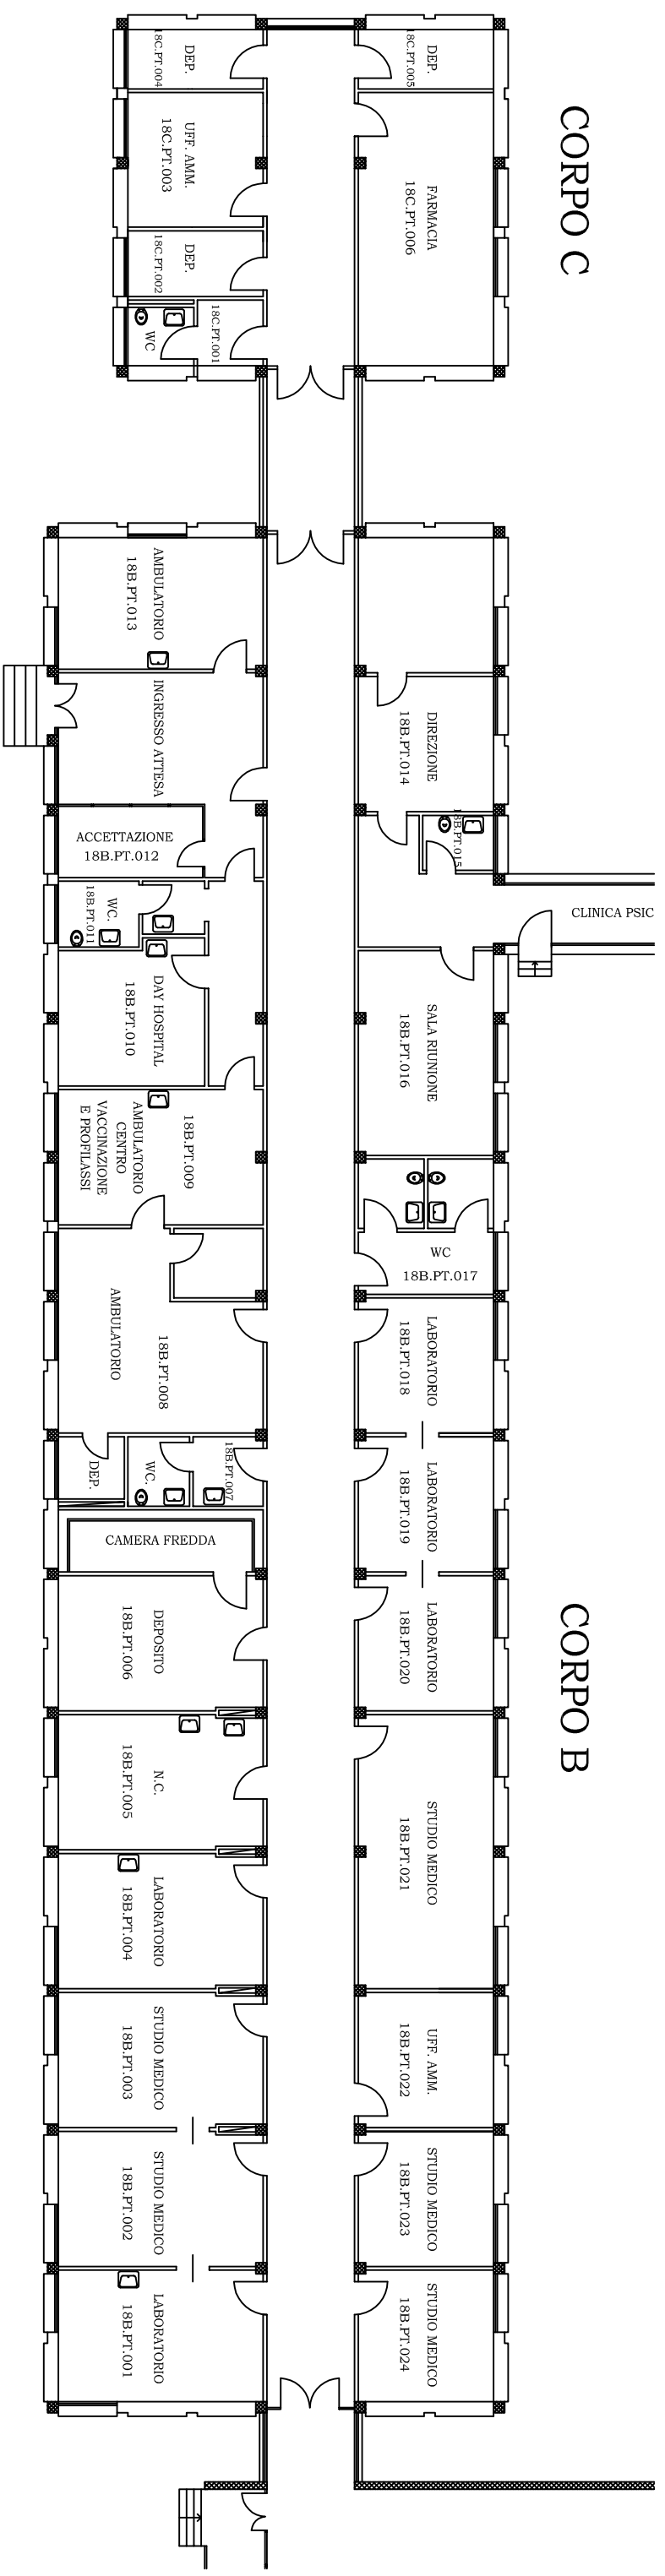 CORPO C
DEP.
18C.PT.004
DEP.
18C.PT.005
UFF. AMM.
18C.PT.003
FARMACIA
18C.PT.006
DEP.
18C.PT.002
WC
18C.PT.001
AMBULATORIO
18B.PT.013
INGRESSO ATTESA
DIREZIONE
18B.PT.014
ACCETTAZIONE
18B.PT.012
18B.PT.015
WC.
18B.PT.011
CLINICA PSIC
DAY HOSPITAL
18B.PT.010
SALA RIUNIONE
18B.PT.016
18B.PT.009
AMBULATORIO
CENTRO
VACCINAZIONE
E PROFILASSI
WC
18B.PT.017
18B.PT.008
AMBULATORIO
LABORATORIO
18B.PT.018
DEP.
WC.
18B.PT.007
LABORATORIO
18B.PT.019
CAMERA FREDDA
CORPO B
DEPOSITO
18B.PT.006
LABORATORIO
18B.PT.020
N.C.
18B.PT.005
STUDIO MEDICO
18B.PT.021
LABORATORIO
18B.PT.004
STUDIO MEDICO
18B.PT.003
UFF. AMM.
18B.PT.022
STUDIO MEDICO
18B.PT.002
STUDIO MEDICO
18B.PT.023
LABORATORIO
18B.PT.001
STUDIO MEDICO
18B.PT.024